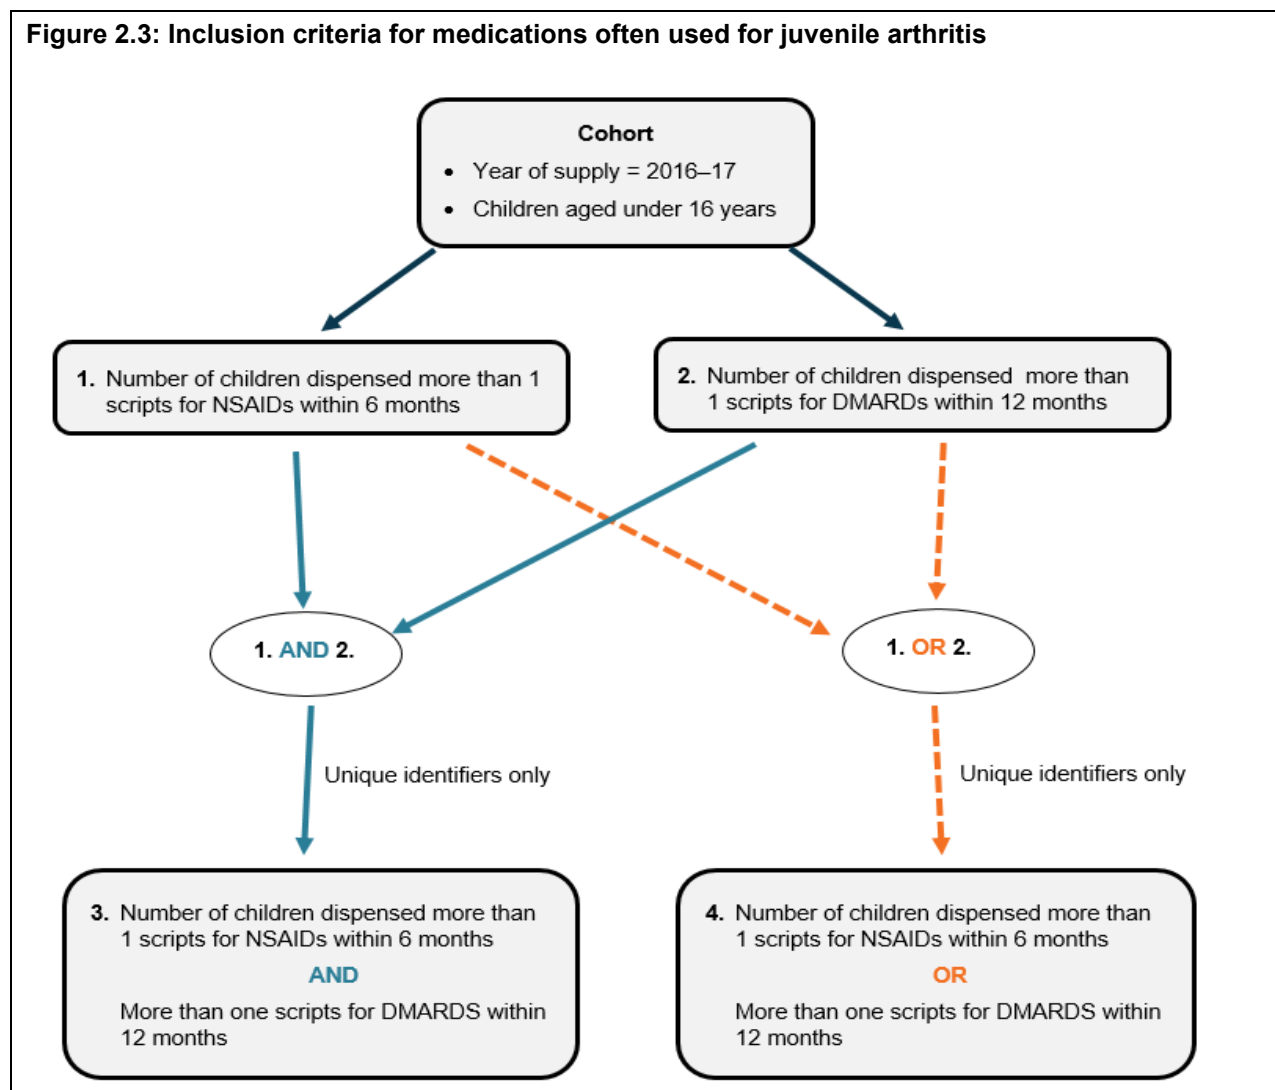 Figure 2.3: Inclusion criteria for medications often used for juvenile arthritis
Cohort
• Year of supply = 2016–17
• Children aged under 16 years
1. Number of children dispensed more than 1
scripts for NSAIDs within 6 months
2. Number of children dispensed more than
1 scripts for DMARDs within 12 months
1. AND 2.
1. OR 2.
Unique identifiers only
Unique identifiers only
3. Number of children dispensed more than
1 scripts for NSAIDs within 6 months
AND
More than one scripts for DMARDS within
12 months
4. Number of children dispensed more than
1 scripts for NSAIDs within 6 months
OR
More than one scripts for DMARDS within
12 months